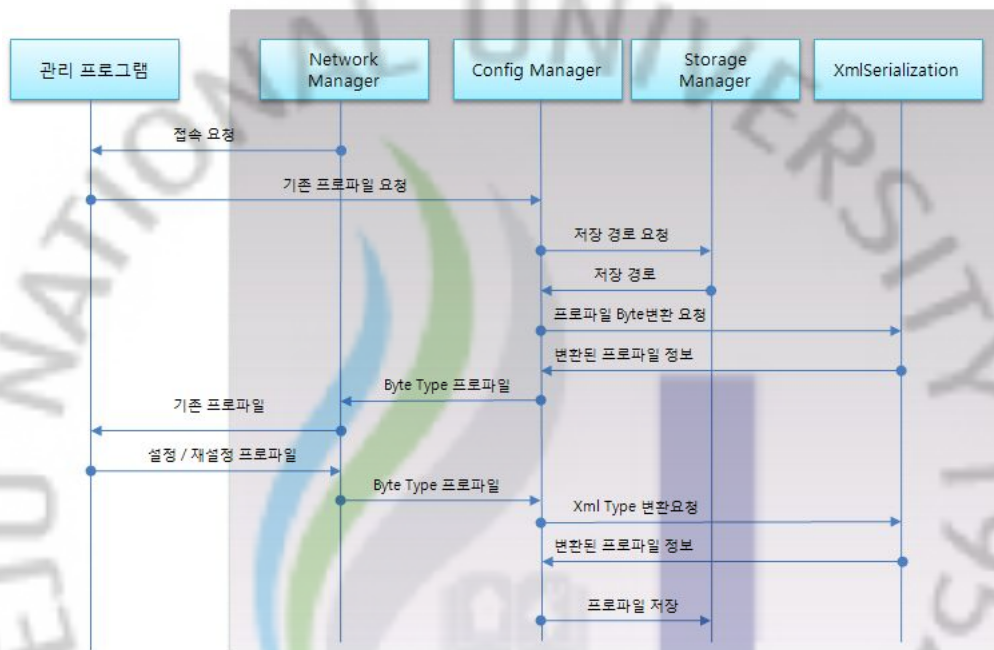 관리 프로그램
Network
Manager
Config Manager
Storage
Manager
XmlSerialization
접속 요청
기존 프로파일 요청
저장 경로 요청
저장 경로
프로파일 Byte변환 요청
변환된 프로파일 정보
Byte Type 프로파일
기존 프로파일
설정 / 재설정 프로파일
Byte Type 프로파일
Xml Type 변환요청
변환된 프로파일 정보
프로파일 저장
JEJU NATIONAL UNIVERSITY 195